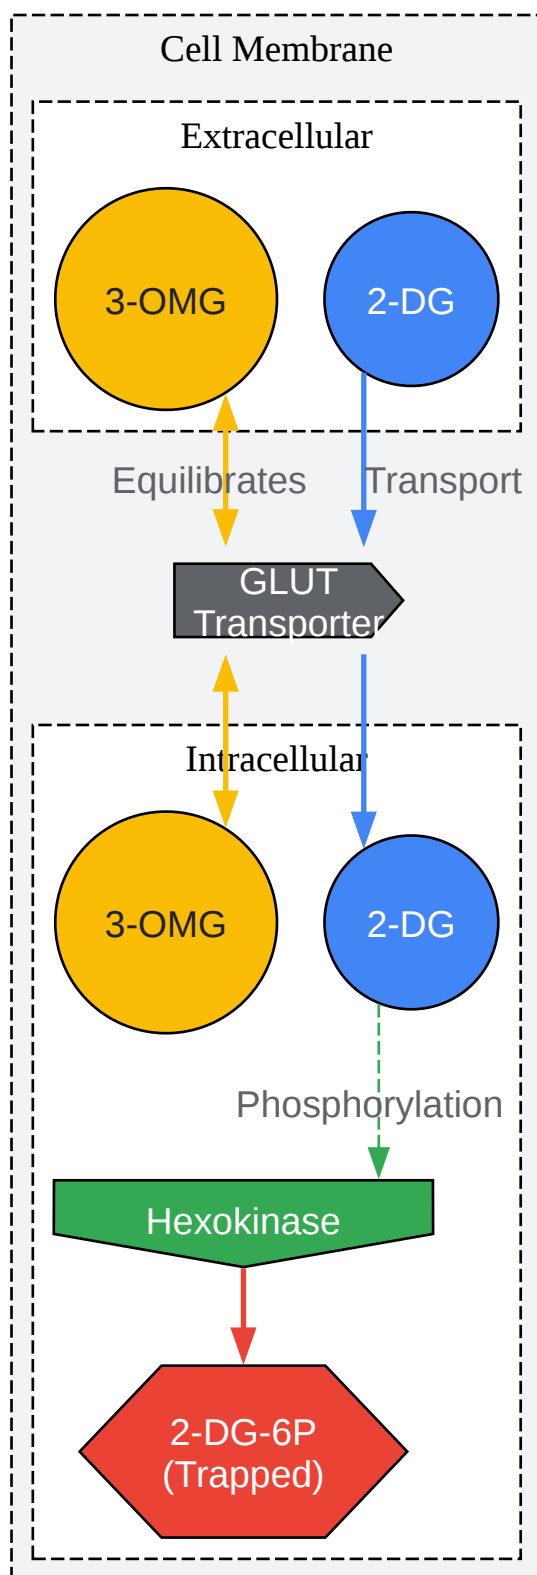 Cell Membrane
Extracellular
3-OMG
2-DG
Equilibrates
Transport
GLUT
Transporter
Intracellular
3-OMG
2-DG
Phosphorylation
Hexokinase
2-DG-6P
(Trapped)